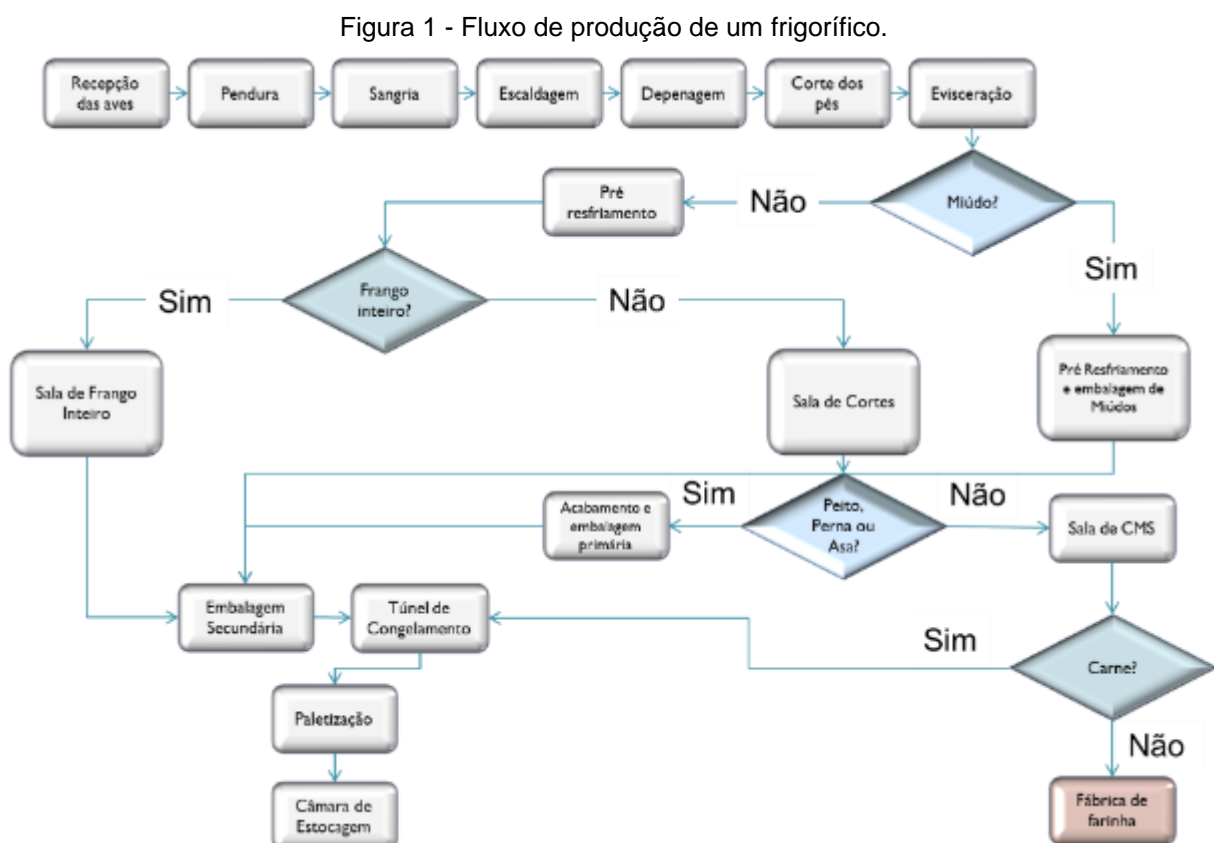 Figura 1 - Fluxo de produção de um frigorífico.
Recepção
das aves
Pendura
Sangria
Escaldagem
Depenagem
Corte dos
pés
Evisceração
Pré
resfriamento
Não
Miúdo?
Sim
Sim
Frango
inteiro?
Não
Sala de Frango
Inteiro
Sala de Cortes
Pré Resfriamento
e embalagem de
Miúdos
Acabamento e
embalagem
primária
Sim
Peito,
Perna ou
Asa?
Não
Sala de CMS
Embalagem
Secundária
Túnel de
Congelamento
Sim
Carne?
Paletização
Não
Câmara de
Estocagem
Fábrica de
farinha